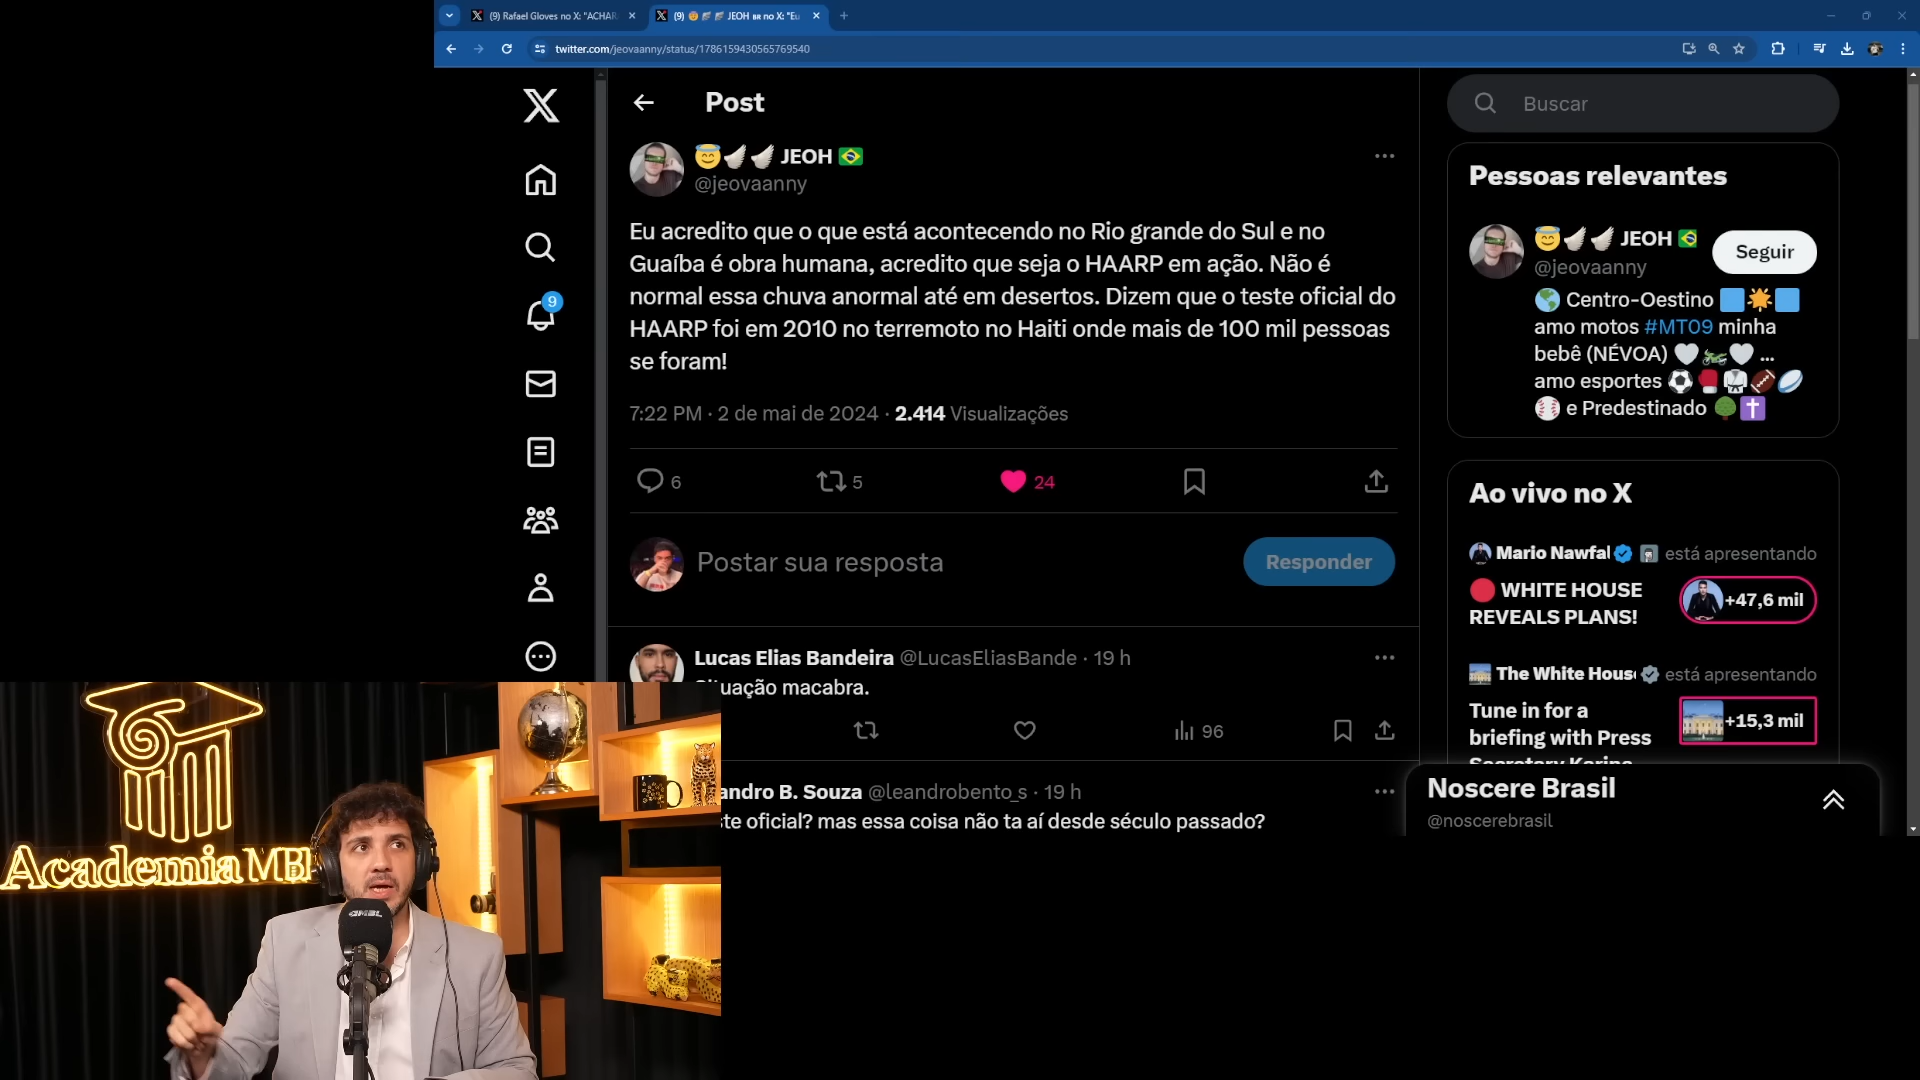 (9) Rafael Gloves no X: "ACHAR
(9) JEOH BR no X: "Eu
twitter.com/jeovaanny/status/1786159430565769540
Post
Buscar
JEOH
@jeovaanny
Eu acredito que o que está acontecendo no Rio grande do Sul e no
Guaíba é obra humana, acredito que seja o HAARP em ação. Não é
normal essa chuva anormal até em desertos. Dizem que o teste oficial do
HAARP foi em 2010 no terremoto no Haiti onde mais de 100 mil pessoas
se foram!
7:22 PM · 2 de mai de 2024 · 2.414 Visualizações
6 5 24
Postar sua resposta
Responder
Lucas Elias Bandeira @LucasEliasBande · 19 h
Situação macabra.
96
andro B. Souza @leandrobento_s · 19 h
ste oficial? mas essa coisa não ta aí desde século passado?
9
Pessoas relevantes
JEOH
@jeovaanny
Seguir
Centro-Oestino
amo motos #MT09 minha
bebê (NÉVOA) ...
amo esportes
e Predestinado
Ao vivo no X
Mario Nawfal está apresentando
WHITE HOUSE
REVEALS PLANS!
+47,6 mil
The White Hous está apresentando
Tune in for a
briefing with Press
Secretary Karine
+15,3 mil
Noscere Brasil
@noscerebrasil
Academia MBL
MBL